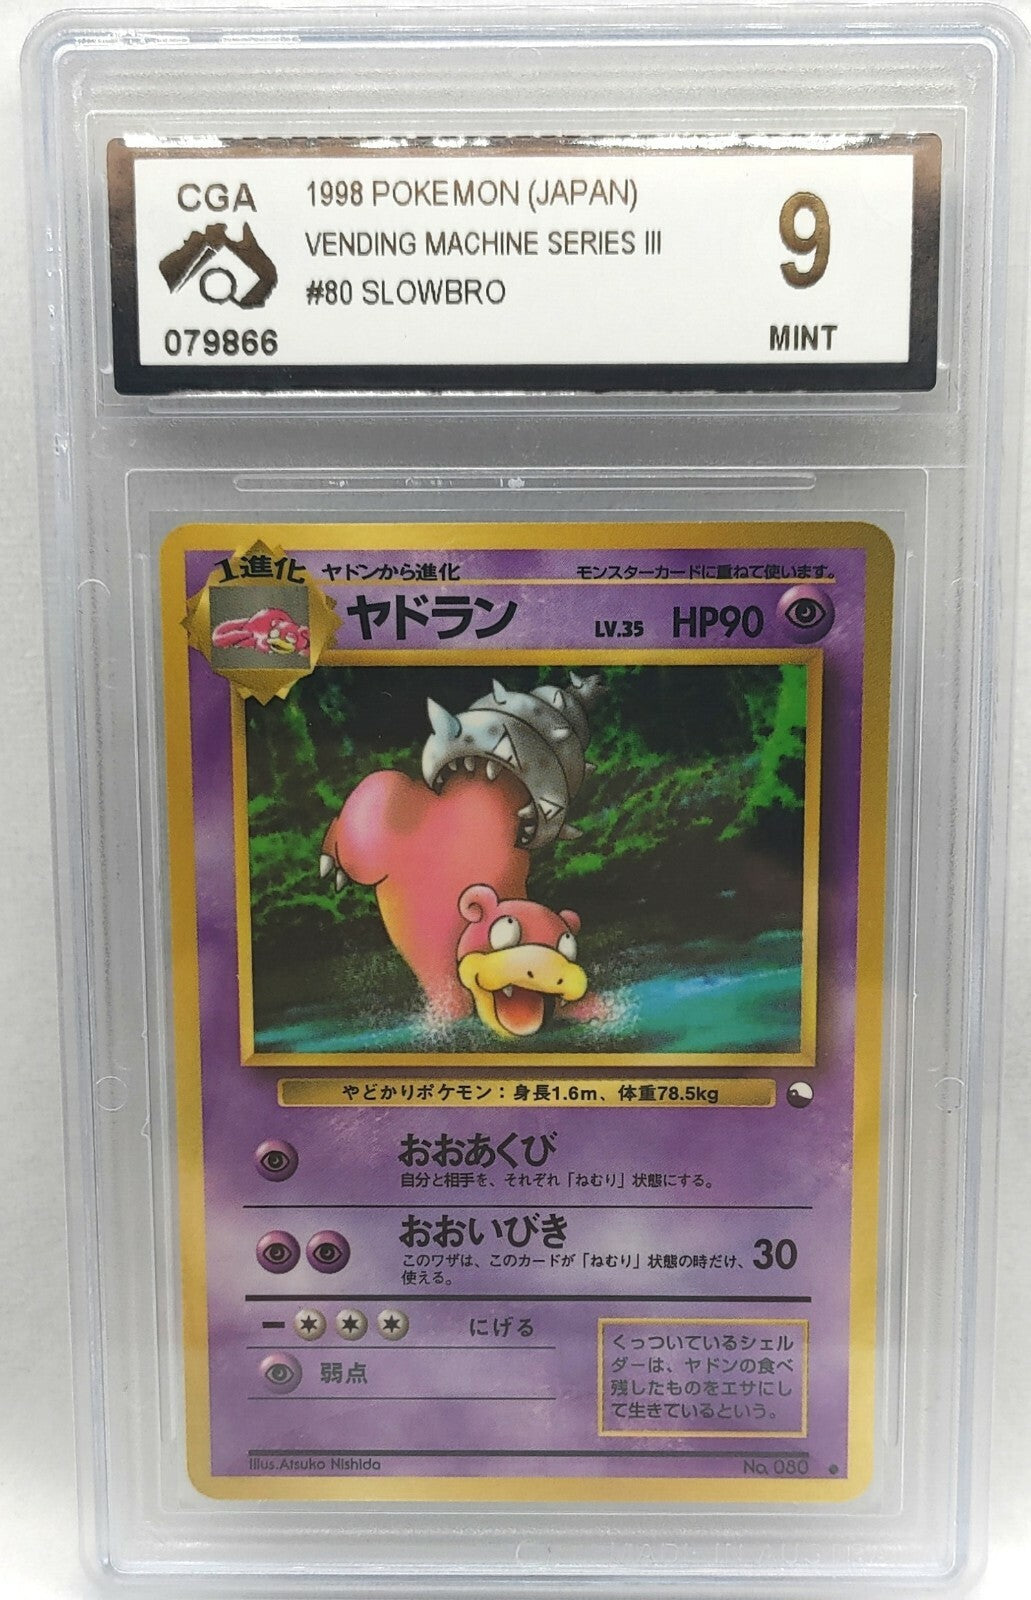 CGA
1998 POKEMON (JAPAN)
VENDING MACHINE SERIES III
#80 SLOWBRO
079866
9
MINT
1進化 ヤドンから進化 モンスターカードに重ねて使います。
ヤドラン LV.35 HP90
やどかりポケモン：身長1.6m、体重78.5kg
おおあくび
自分と相手を、それぞれ「ねむり」状態にする。
おおいびき 30
このワザは、このカードが「ねむり」状態の時だけ、
使える。
にげる
弱点
くっついているシェル
ダーは、ヤドンの食べ
残したものをエサにし
て生きているという。
Illus.Atsuko Nishida
No. 080